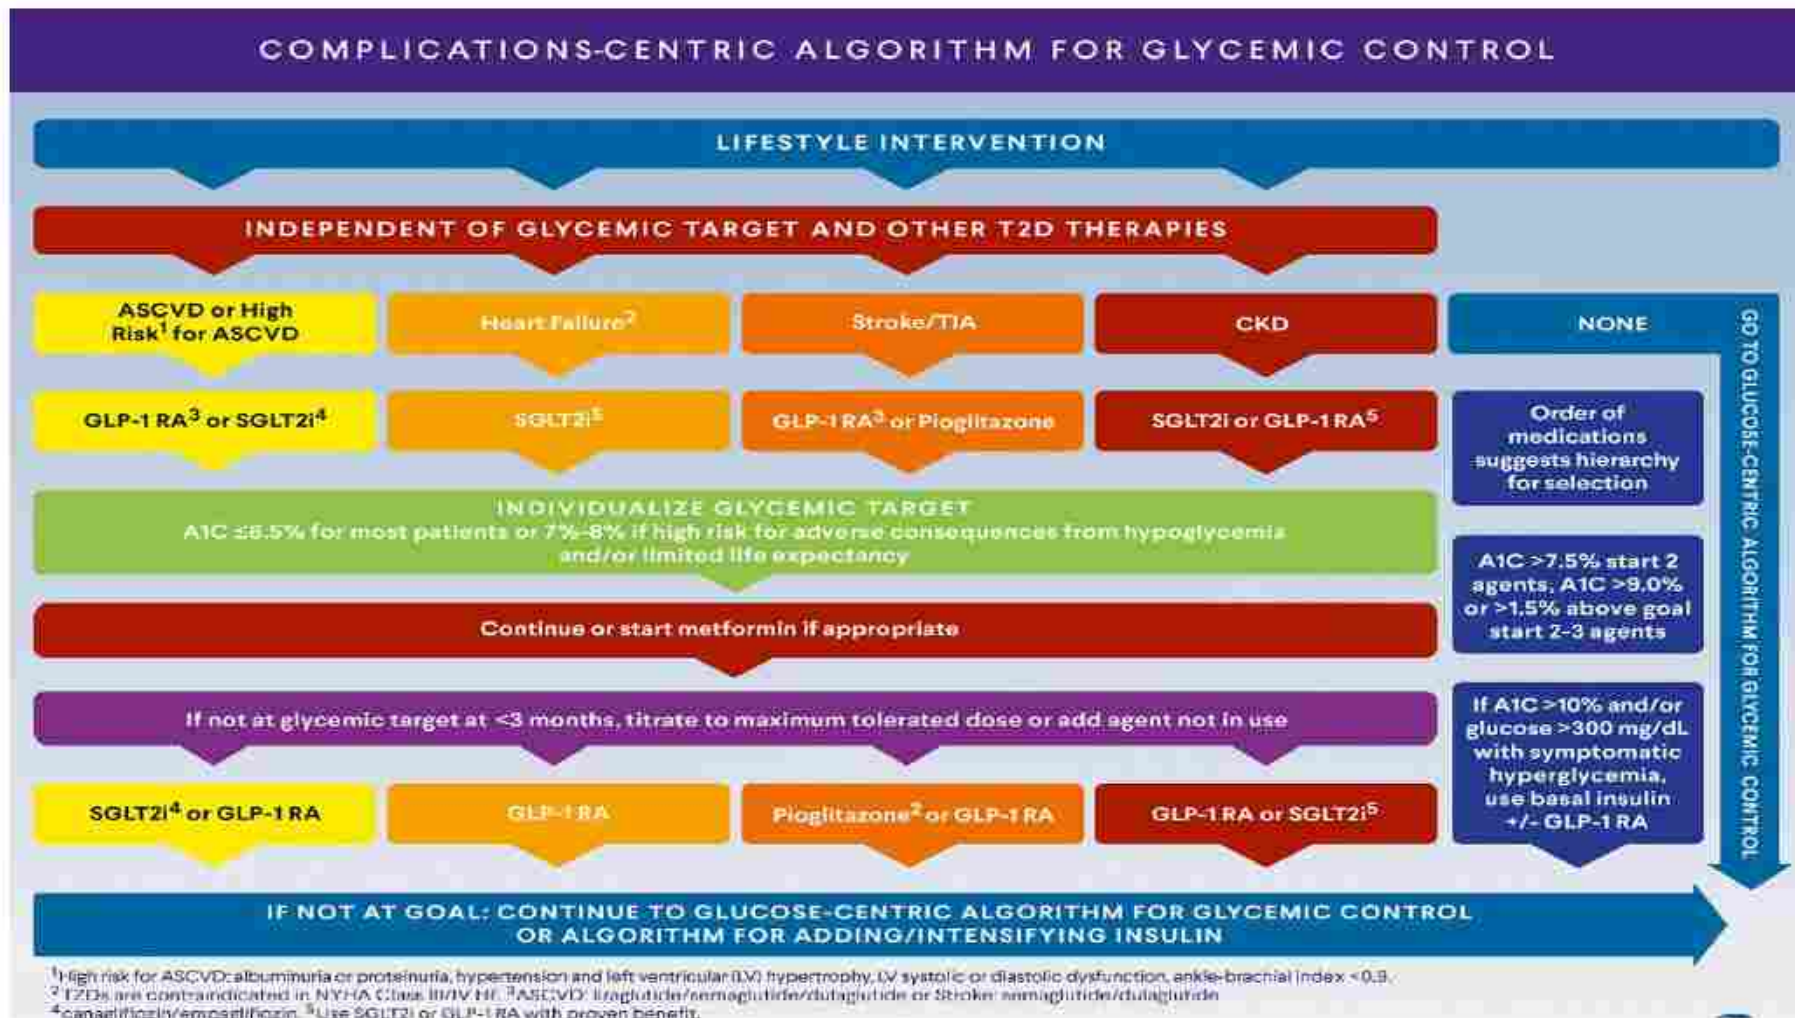 COMPLICATIONS-CENTRIC ALGORITHM FOR GLYCEMIC CONTROL
LIFESTYLE INTERVENTION
INDEPENDENT OF GLYCEMIC TARGET AND OTHER T2D THERAPIES
ASCVD or High
Risk¹ for ASCVD
Heart Failure²
Stroke/TIA
CKD
NONE
GLP-1 RA³ or SGLT2i⁴
SGLT2i⁵
GLP-1 RA³ or Pioglitazone
SGLT2i or GLP-1 RA⁵
Order of
medications
suggests hierarchy
for selection
INDIVIDUALIZE GLYCEMIC TARGET
A1C ≤6.5% for most patients or 7%-8% if high risk for adverse consequences from hypoglycemia
and/or limited life expectancy
A1C >7.5% start 2
agents, A1C >9.0%
or >1.5% above goal
start 2-3 agents
Continue or start metformin if appropriate
If not at glycemic target at <3 months, titrate to maximum tolerated dose or add agent not in use
If A1C >10% and/or
glucose >300 mg/dL
with symptomatic
hyperglycemia,
use basal insulin
+/- GLP-1 RA
SGLT2i⁴ or GLP-1 RA
GLP-1 RA
Pioglitazone² or GLP-1 RA
GLP-1 RA or SGLT2i⁵
GO TO GLUCOSE-CENTRIC ALGORITHM FOR GLYCEMIC CONTROL
IF NOT AT GOAL: CONTINUE TO GLUCOSE-CENTRIC ALGORITHM FOR GLYCEMIC CONTROL
OR ALGORITHM FOR ADDING/INTENSIFYING INSULIN
¹High risk for ASCVD: albuminuria or proteinuria, hypertension and left ventricular (LV) hypertrophy, LV systolic or diastolic dysfunction, ankle-brachial index <0.9.
²TZDs are contraindicated in NYHA Class III/IV HF. ³ASCVD: liraglutide/semaglutide/dulaglutide or Stroke: semaglutide/dulaglutide
⁴canagliflozin/empagliflozin. ⁵Use SGLT2i or GLP-1 RA with proven benefit.